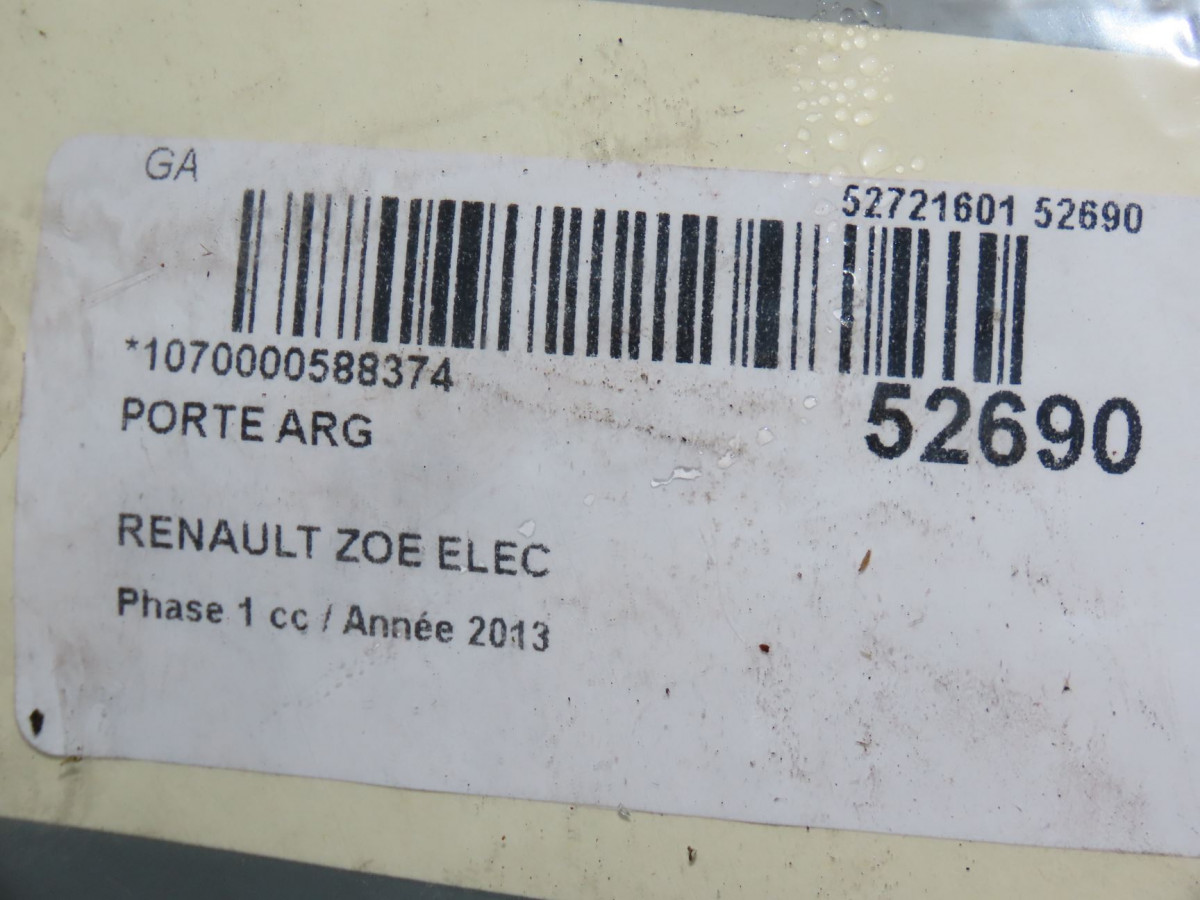 GA
52721601 52690
*1070000588374
52690
PORTE ARG
RENAULT ZOE ELEC
Phase 1 cc / Année 2013